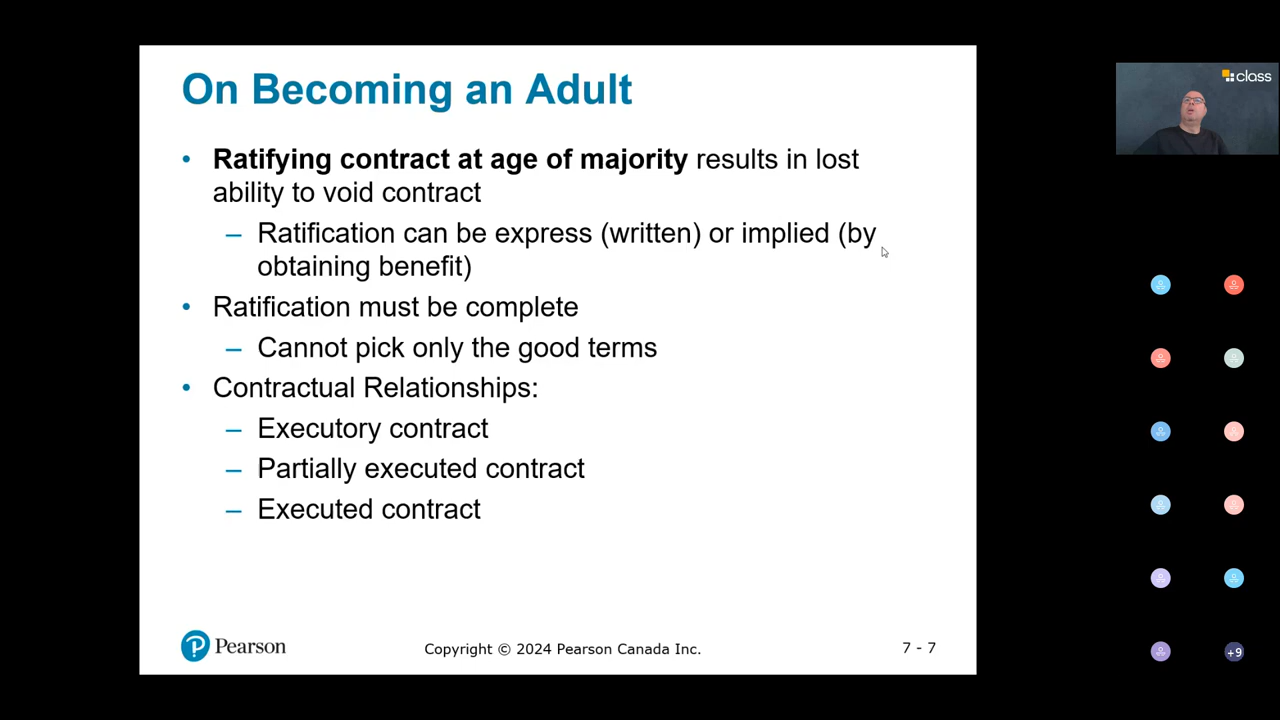 On Becoming an Adult
• Ratifying contract at age of majority results in lost
ability to void contract
– Ratification can be express (written) or implied (by
obtaining benefit)
• Ratification must be complete
– Cannot pick only the good terms
• Contractual Relationships:
– Executory contract
– Partially executed contract
– Executed contract
Pearson
Copyright © 2024 Pearson Canada Inc.
7 - 7
class
+9